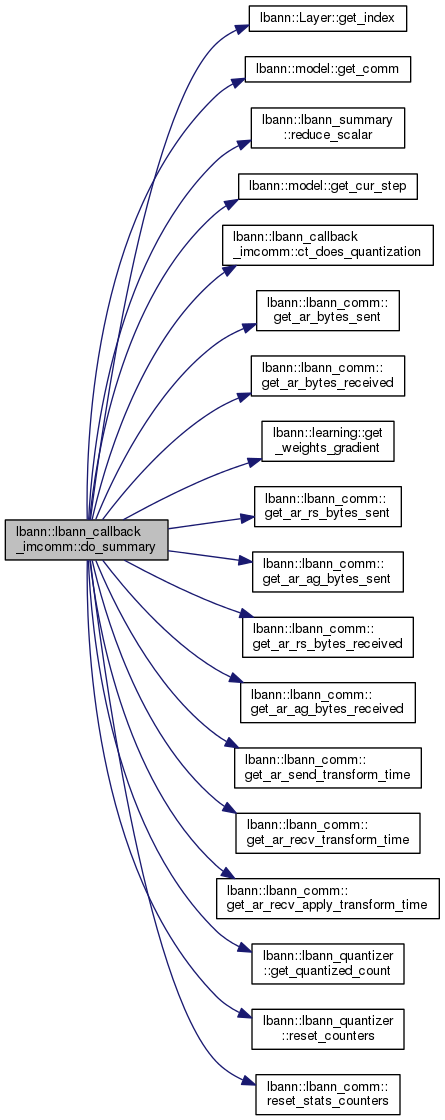 lbann::Layer::get_index
lbann::model::get_comm
lbann::lbann_summary
::reduce_scalar
lbann::model::get_cur_step
lbann::lbann_callback
_imcomm::ct_does_quantization
lbann::lbann_comm::
get_ar_bytes_sent
lbann::lbann_comm::
get_ar_bytes_received
lbann::learning::get
_weights_gradient
lbann::lbann_comm::
get_ar_rs_bytes_sent
lbann::lbann_callback
_imcomm::do_summary
lbann::lbann_comm::
get_ar_ag_bytes_sent
lbann::lbann_comm::
get_ar_rs_bytes_received
lbann::lbann_comm::
get_ar_ag_bytes_received
lbann::lbann_comm::
get_ar_send_transform_time
lbann::lbann_comm::
get_ar_recv_transform_time
lbann::lbann_comm::
get_ar_recv_apply_transform_time
lbann::lbann_quantizer
::get_quantized_count
lbann::lbann_quantizer
::reset_counters
lbann::lbann_comm::
reset_stats_counters